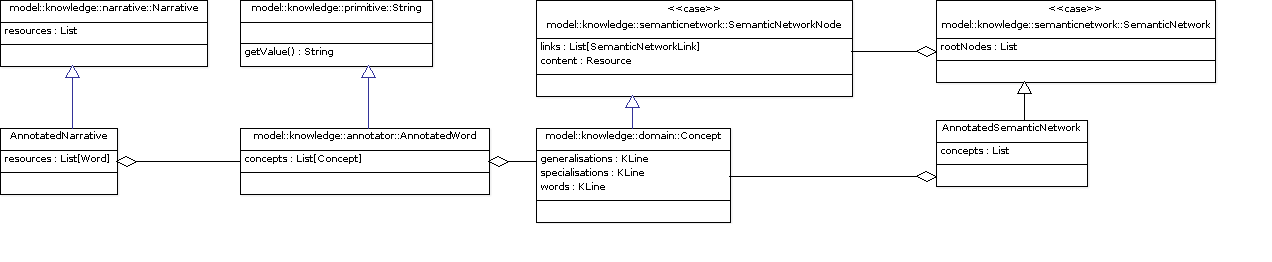 model::knowledge::narrative::Narrative
resources : List
model::knowledge::primitive::String
getValue() : String
<<case>>
model::knowledge::semanticnetwork::SemanticNetworkNode
links : List[SemanticNetworkLink]
content : Resource
<<case>>
model::knowledge::semanticnetwork::SemanticNetwork
rootNodes : List
AnnotatedNarrative
resources : List[Word]
model::knowledge::annotator::AnnotatedWord
concepts : List[Concept]
model::knowledge::domain::Concept
generalisations : KLine
specialisations : KLine
words : KLine
AnnotatedSemanticNetwork
concepts : List